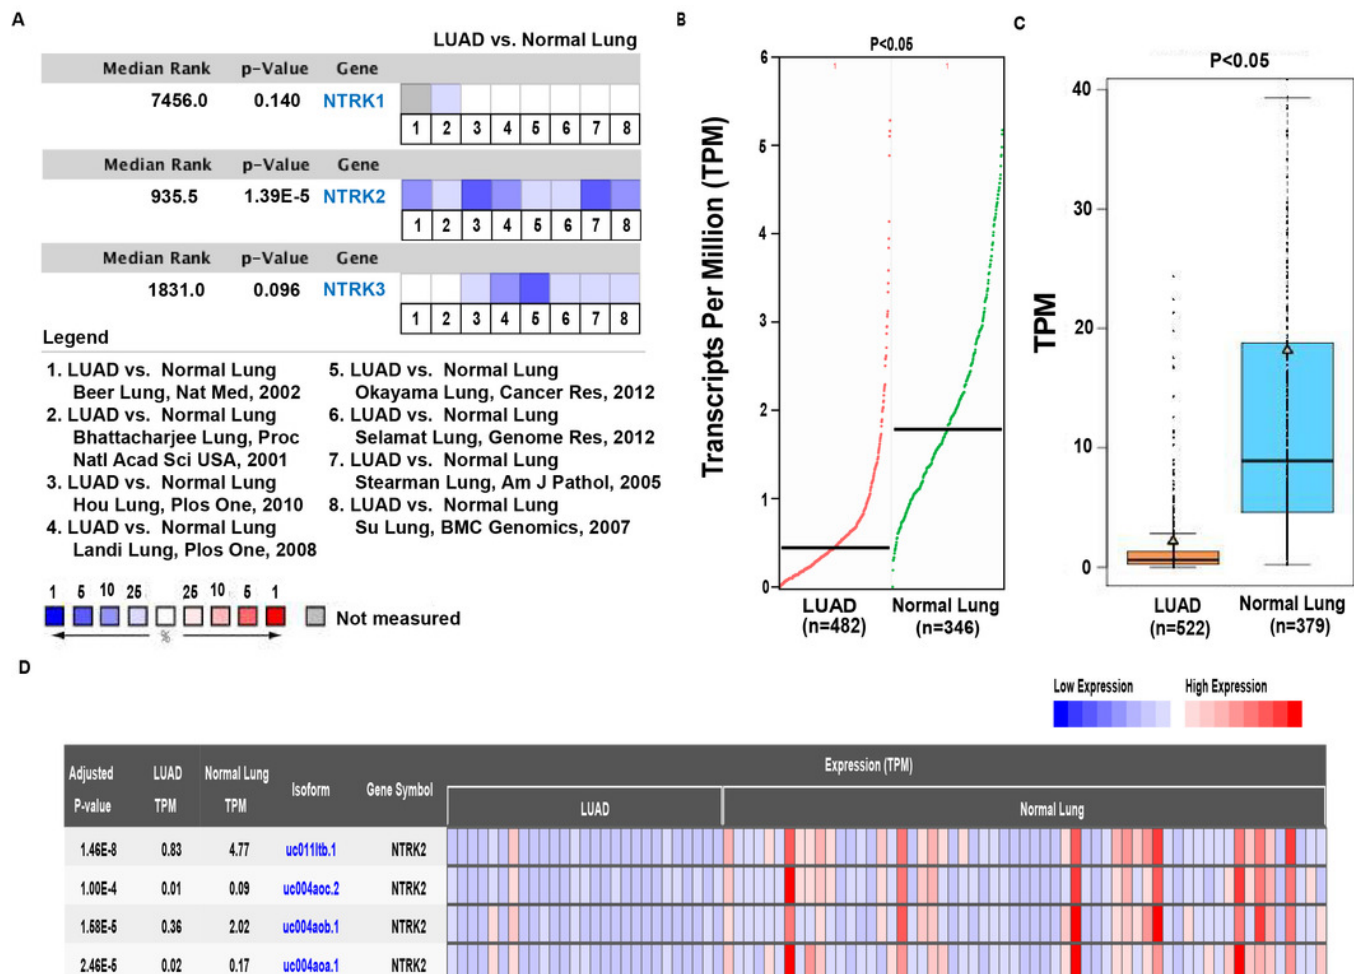 A
LUAD vs. Normal Lung
Median Rank p-Value Gene
7456.0 0.140 NTRK1
1 2 3 4 5 6 7 8
Median Rank p-Value Gene
935.5 1.39E-5 NTRK2
1 2 3 4 5 6 7 8
Median Rank p-Value Gene
1831.0 0.096 NTRK3
1 2 3 4 5 6 7 8
Legend
1. LUAD vs. Normal Lung
Beer Lung, Nat Med, 2002
2. LUAD vs. Normal Lung
Bhattacharjee Lung, Proc
Natl Acad Sci USA, 2001
3. LUAD vs. Normal Lung
Hou Lung, Plos One, 2010
4. LUAD vs. Normal Lung
Landi Lung, Plos One, 2008
5. LUAD vs. Normal Lung
Okayama Lung, Cancer Res, 2012
6. LUAD vs. Normal Lung
Selamat Lung, Genome Res, 2012
7. LUAD vs. Normal Lung
Stearman Lung, Am J Pathol, 2005
8. LUAD vs. Normal Lung
Su Lung, BMC Genomics, 2007
1 5 10 25 25 10 5 1
%
Not measured
B
P<0.05
Transcripts Per Million (TPM)
6
5
4
3
2
1
0
LUAD Normal Lung
(n=482) (n=346)
C
P<0.05
TPM
40
30
20
10
0
LUAD Normal Lung
(n=522) (n=379)
D
Low Expression High Expression
Adjusted P-value
LUAD TPM
Normal Lung TPM
Isoform
Gene Symbol
Expression (TPM)
LUAD Normal Lung
1.46E-8 0.83 4.77 uc011ltb.1 NTRK2
1.00E-4 0.01 0.09 uc004aoc.2 NTRK2
1.58E-5 0.36 2.02 uc004aob.1 NTRK2
2.46E-5 0.02 0.17 uc004aoa.1 NTRK2